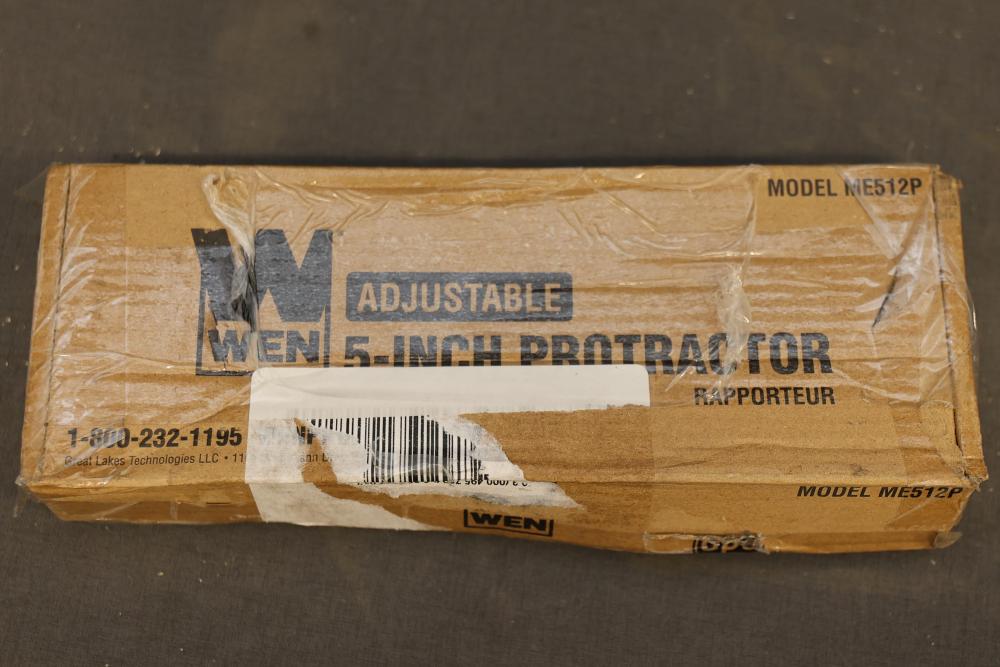 MODEL ME512P
WEN
ADJUSTABLE
5-INCH PROTRACTOR
RAPPORTEUR
1-800-232-1195
Great Lakes Technologies LLC •
MODEL ME512P
WEN